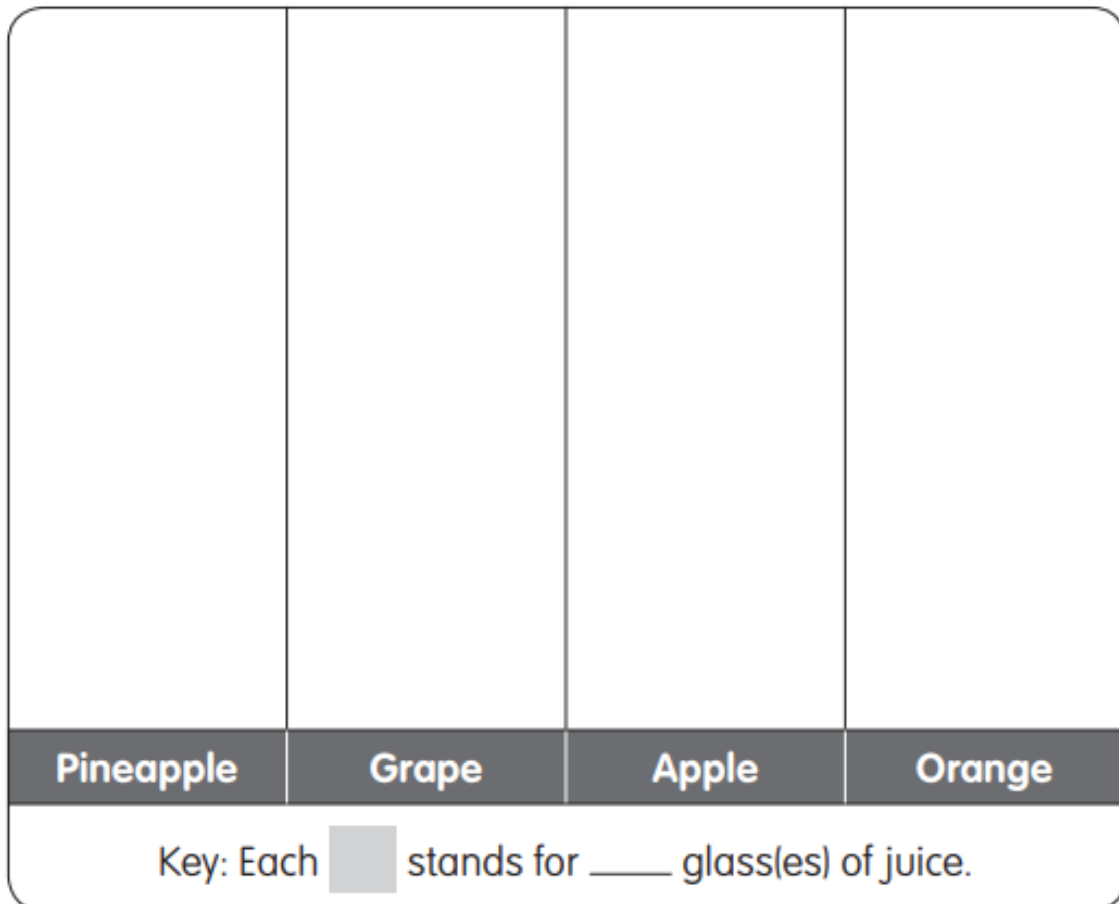 Pineapple Grape Apple Orange
Key: Each stands for ____ glass(es) of juice.